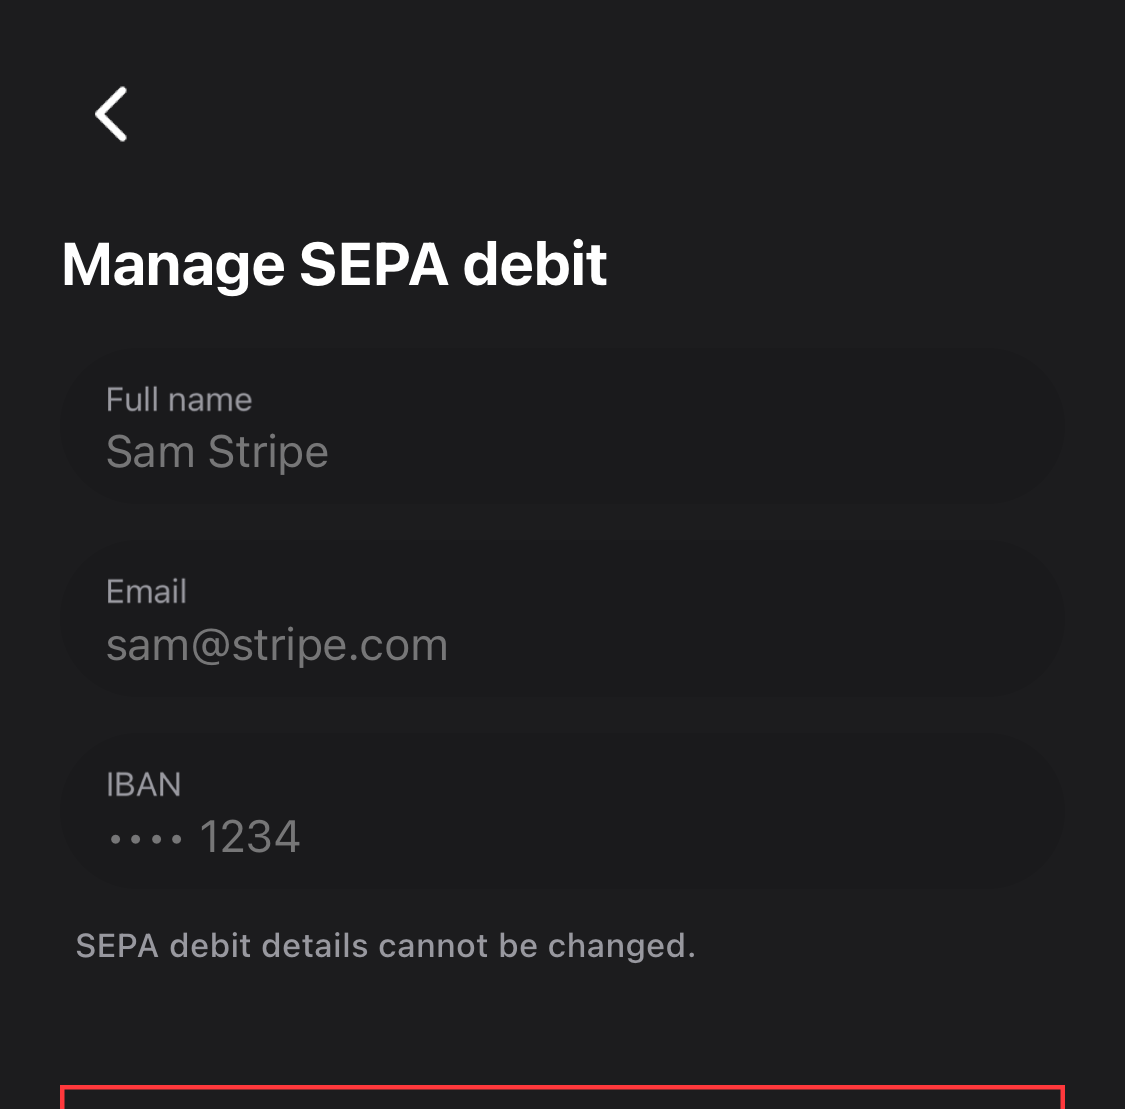 Manage SEPA debit
Full name
Sam Stripe
Email
sam@stripe.com
IBAN
•••• 1234
SEPA debit details cannot be changed.